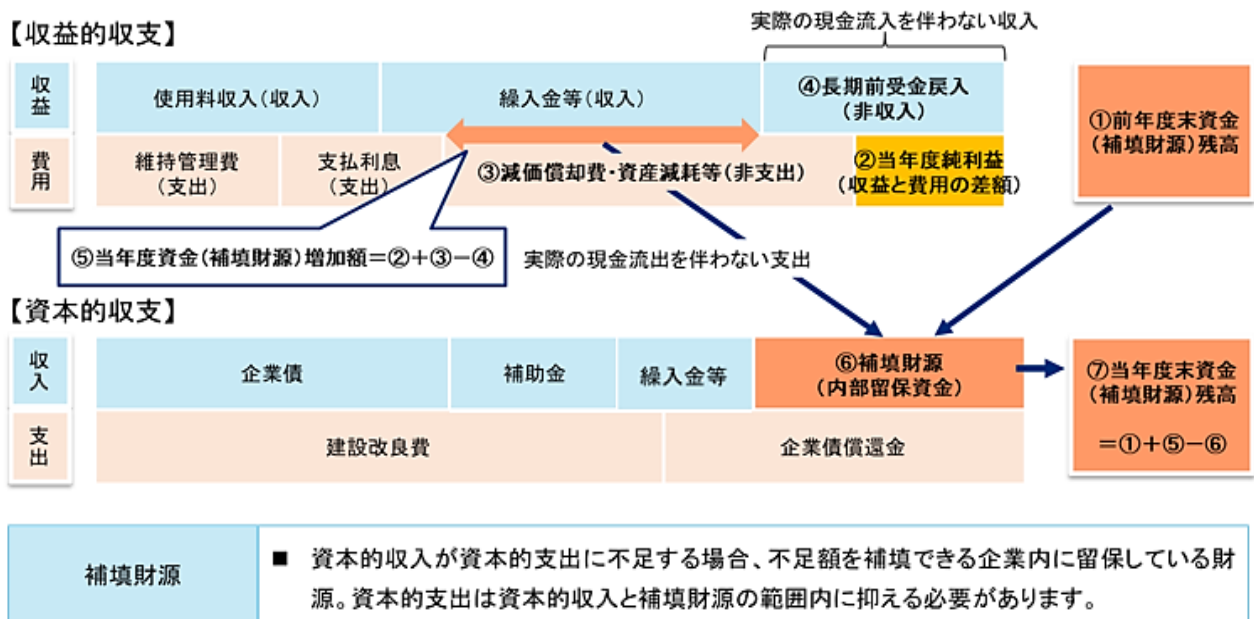 実際の現金流入を伴わない収入
【収益的収支】
収益
使用料収入(収入)
繰入金等(収入)
④長期前受金戻入
(非収入)
①前年度末資金
(補填財源)残高
費用
維持管理費
(支出)
支払利息
(支出)
③減価償却費・資産減耗等(非支出)
②当年度純利益
(収益と費用の差額)
⑤当年度資金(補填財源)増加額=②+③-④
実際の現金流出を伴わない支出
【資本的収支】
収入
企業債
補助金
繰入金等
⑥補填財源
(内部留保資金)
⑦当年度末資金
(補填財源)残高
=①+⑤-⑥
支出
建設改良費
企業債償還金
補填財源
■ 資本的収入が資本的支出に不足する場合、不足額を補填できる企業内に留保している財
源。資本的支出は資本的収入と補填財源の範囲内に抑える必要があります。